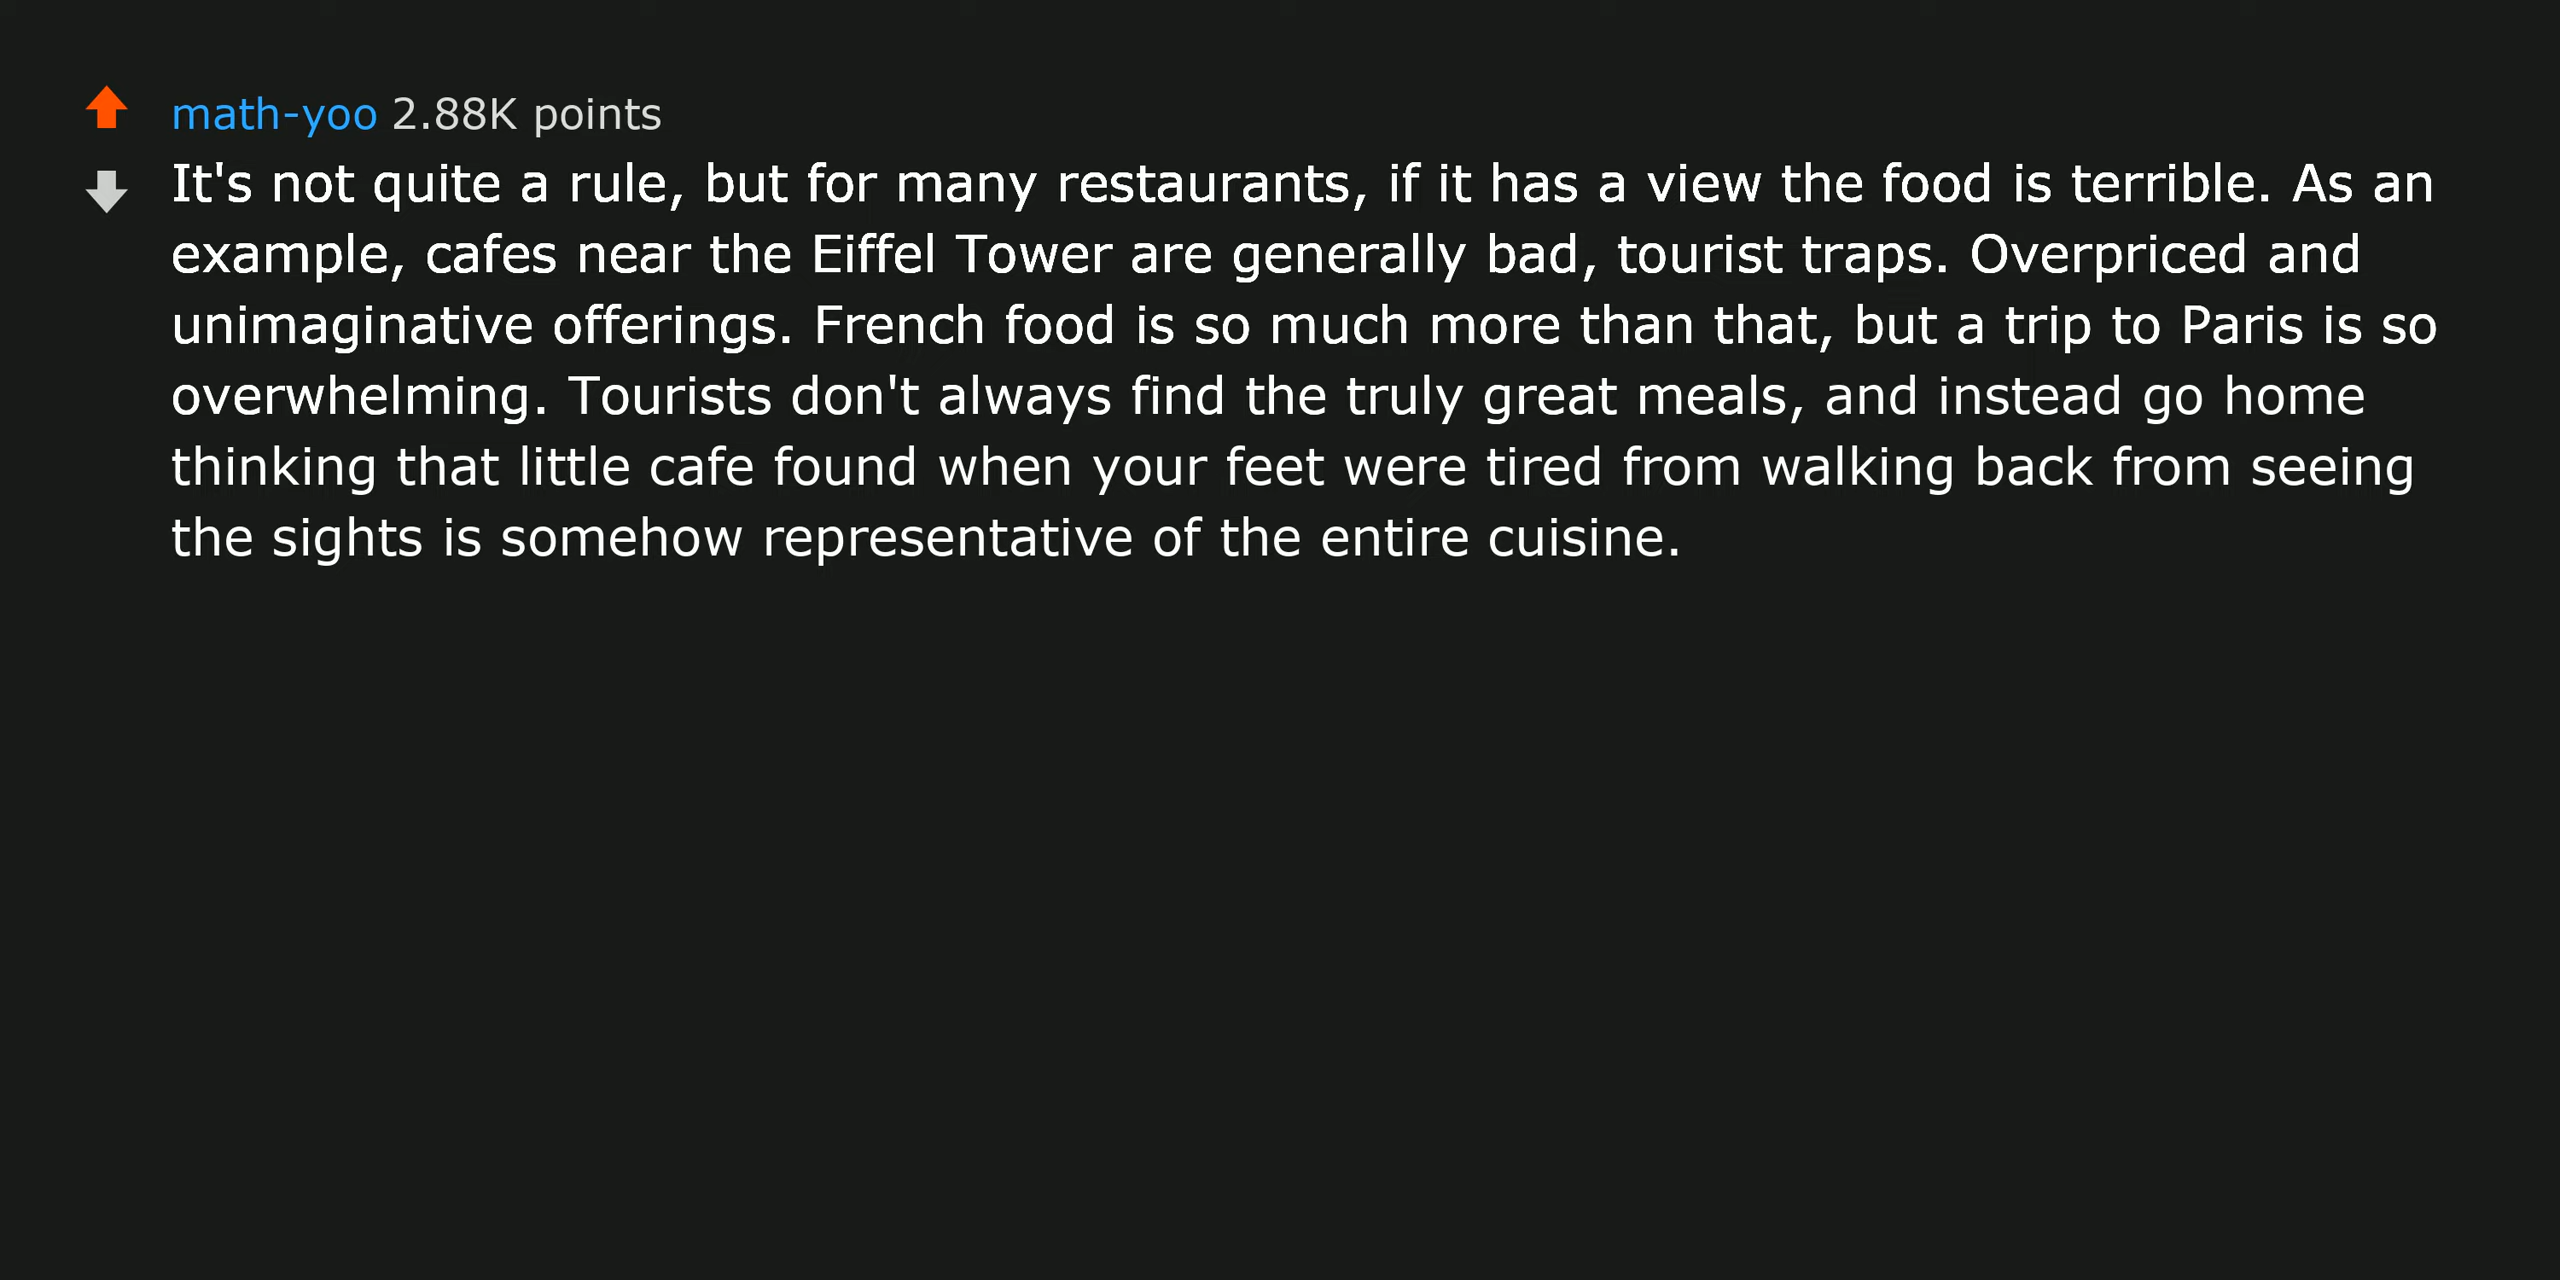 math-yoo 2.88K points
It's not quite a rule, but for many restaurants, if it has a view the food is terrible. As an
example, cafes near the Eiffel Tower are generally bad, tourist traps. Overpriced and
unimaginative offerings. French food is so much more than that, but a trip to Paris is so
overwhelming. Tourists don't always find the truly great meals, and instead go home
thinking that little cafe found when your feet were tired from walking back from seeing
the sights is somehow representative of the entire cuisine.